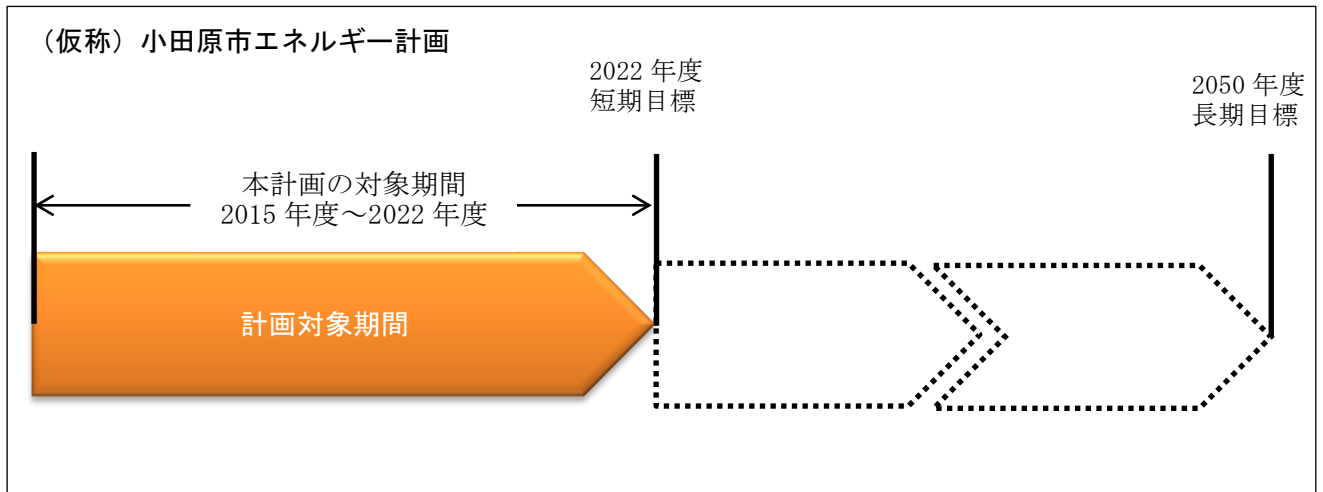 （仮称）小田原市エネルギー計画
2022 年度
短期目標
2050 年度
長期目標
本計画の対象期間
2015 年度～2022 年度
計画対象期間